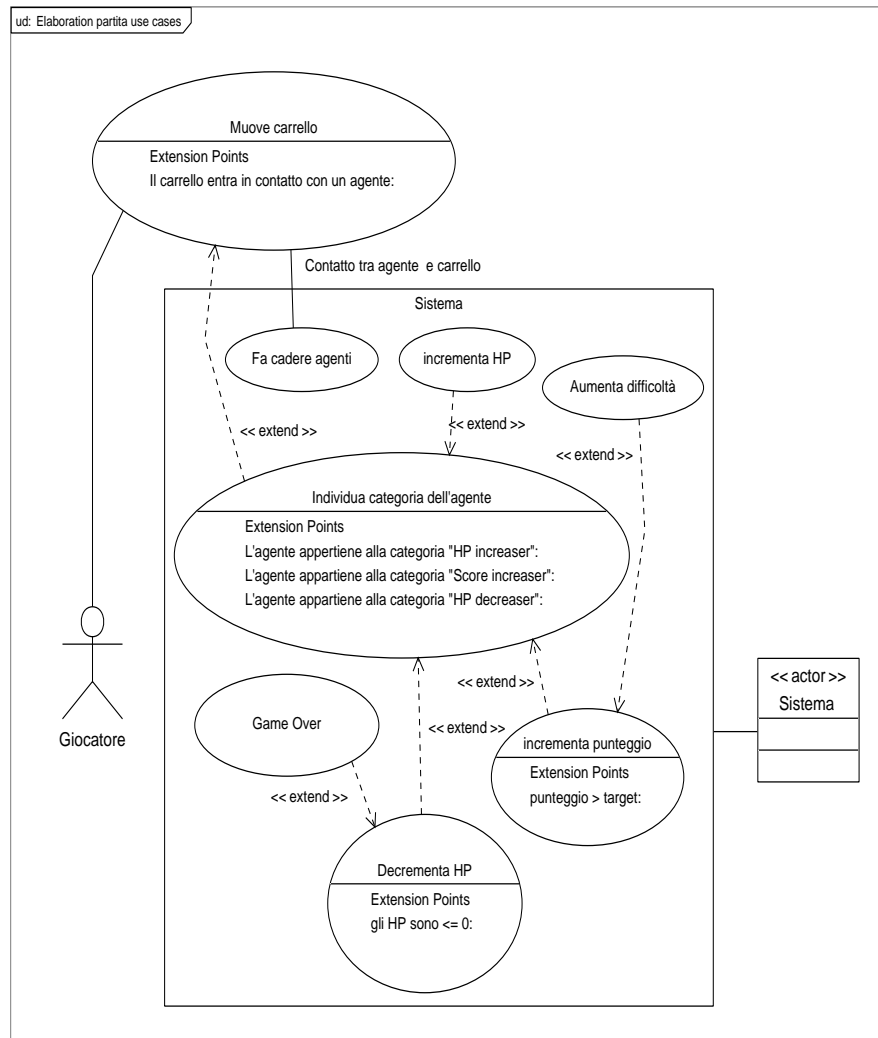 ud: Elaboration partita use cases
Muove carrello
Extension Points
Il carrello entra in contatto con un agente:
Contatto tra agente e carrello
Sistema
Fa cadere agenti
incrementa HP
Aumenta difficoltà
<< extend >>
<< extend >>
<< extend >>
Individua categoria dell'agente
Extension Points
L'agente appertiene alla categoria "HP increaser":
L'agente appartiene alla categoria "Score increaser":
L'agente appartiene alla categoria "HP decreaser":
<< extend >>
<< actor >>
Sistema
Game Over
<< extend >>
Giocatore
incrementa punteggio
Extension Points
punteggio > target:
<< extend >>
Decrementa HP
Extension Points
gli HP sono <= 0: